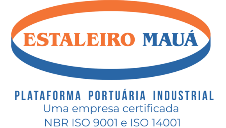 ESTALEIRO MAUÁ
PLATAFORMA PORTUÁRIA INDUSTRIAL
Uma empresa certificada
NBR ISO 9001 e ISO 14001